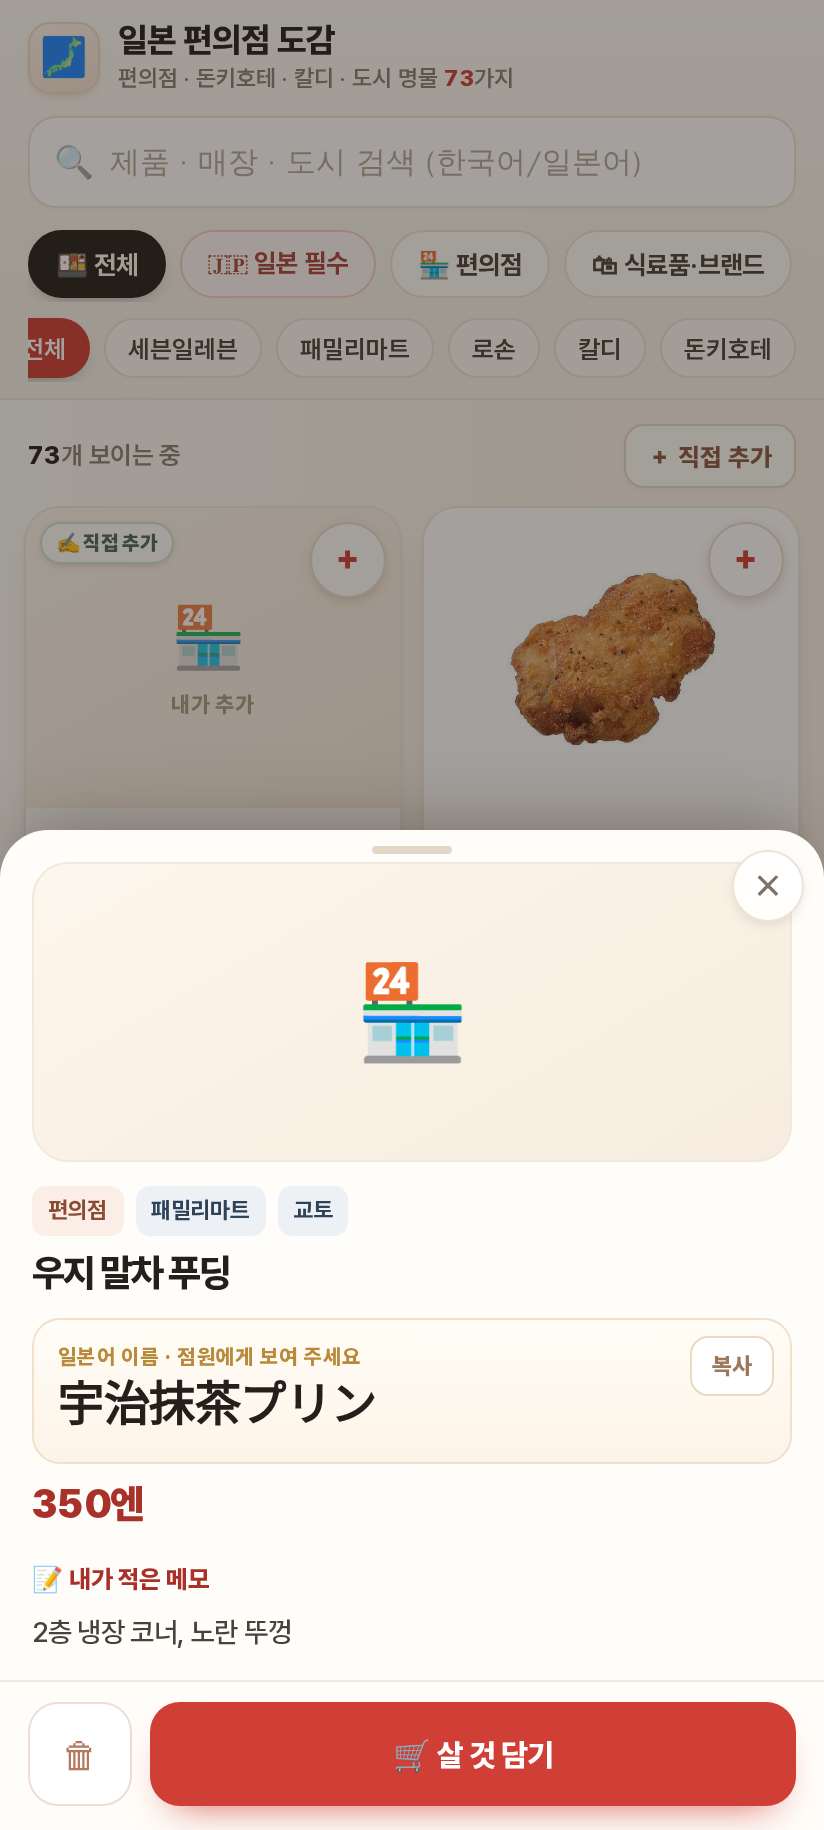 일본 편의점 도감
편의점 · 돈키호테 · 칼디 · 도시 명물 73가지
제품 · 매장 · 도시 검색 (한국어/일본어)
전체
JP 일본 필수
편의점
식료품·브랜드
전체
세븐일레븐
패밀리마트
로손
칼디
돈키호테
73개 보이는 중
+ 직접 추가
직접 추가
+
+
24
내가 추가
×
24
편의점
패밀리마트
교토
우지 말차 푸딩
일본어 이름 · 점원에게 보여 주세요
복사
宇治抹茶プリン
350엔
내가 적은 메모
2층 냉장 코너, 노란 뚜껑
살 것 담기